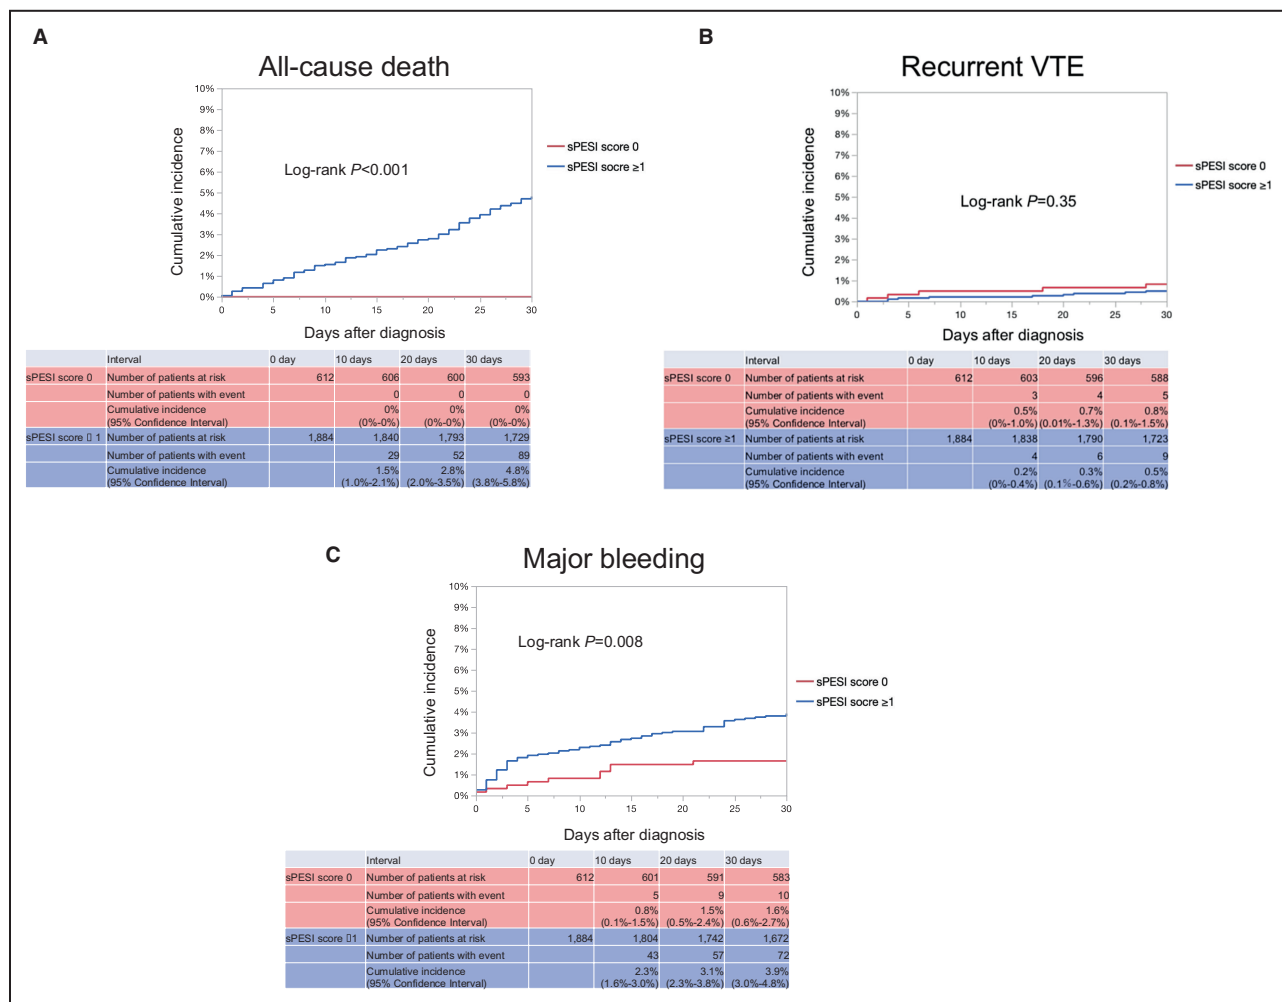 A
All-cause death
10%
9%
8%
7%
6%
5%
4%
3%
2%
1%
0%
Cumulative incidence
Log-rank P<0.001
sPESI score 0
sPESI socre ≥1
0 5 10 15 20 25 30
Days after diagnosis
Interval 0 day 10 days 20 days 30 days
sPESI score 0 Number of patients at risk 612 606 600 593
Number of patients with event 0 0 0
Cumulative incidence 0% 0% 0%
(95% Confidence Interval) (0%-0%) (0%-0%) (0%-0%)
sPESI score ▯ 1 Number of patients at risk 1,884 1,840 1,793 1,729
Number of patients with event 29 52 89
Cumulative incidence 1.5% 2.8% 4.8%
(95% Confidence Interval) (1.0%-2.1%) (2.0%-3.5%) (3.8%-5.8%)
B
Recurrent VTE
10%
9%
8%
7%
6%
5%
4%
3%
2%
1%
0%
Cumulative incidence
Log-rank P=0.35
sPESI score 0
sPESI socre ≥1
0 5 10 15 20 25 30
Days after diagnosis
Interval 0 day 10 days 20 days 30 days
sPESI score 0 Number of patients at risk 612 603 596 588
Number of patients with event 3 4 5
Cumulative incidence 0.5% 0.7% 0.8%
(95% Confidence Interval) (0%-1.0%) (0.01%-1.3%) (0.1%-1.5%)
sPESI score ≥1 Number of patients at risk 1,884 1,838 1,790 1,723
Number of patients with event 4 6 9
Cumulative incidence 0.2% 0.3% 0.5%
(95% Confidence Interval) (0%-0.4%) (0.1%-0.6%) (0.2%-0.8%)
C
Major bleeding
10%
9%
8%
7%
6%
5%
4%
3%
2%
1%
0%
Cumulative incidence
Log-rank P=0.008
sPESI score 0
sPESI socre ≥1
0 5 10 15 20 25 30
Days after diagnosis
Interval 0 day 10 days 20 days 30 days
sPESI score 0 Number of patients at risk 612 601 591 583
Number of patients with event 5 9 10
Cumulative incidence 0.8% 1.5% 1.6%
(95% Confidence Interval) (0.1%-1.5%) (0.5%-2.4%) (0.6%-2.7%)
sPESI score ▯1 Number of patients at risk 1,884 1,804 1,742 1,672
Number of patients with event 43 57 72
Cumulative incidence 2.3% 3.1% 3.9%
(95% Confidence Interval) (1.6%-3.0%) (2.3%-3.8%) (3.0%-4.8%)